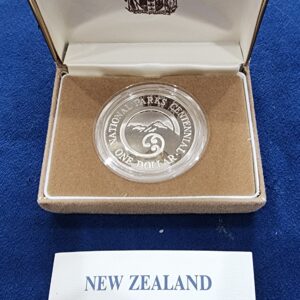 NATIONAL PARKS CENTENNIAL
ONE DOLLAR
NEW ZEALAND